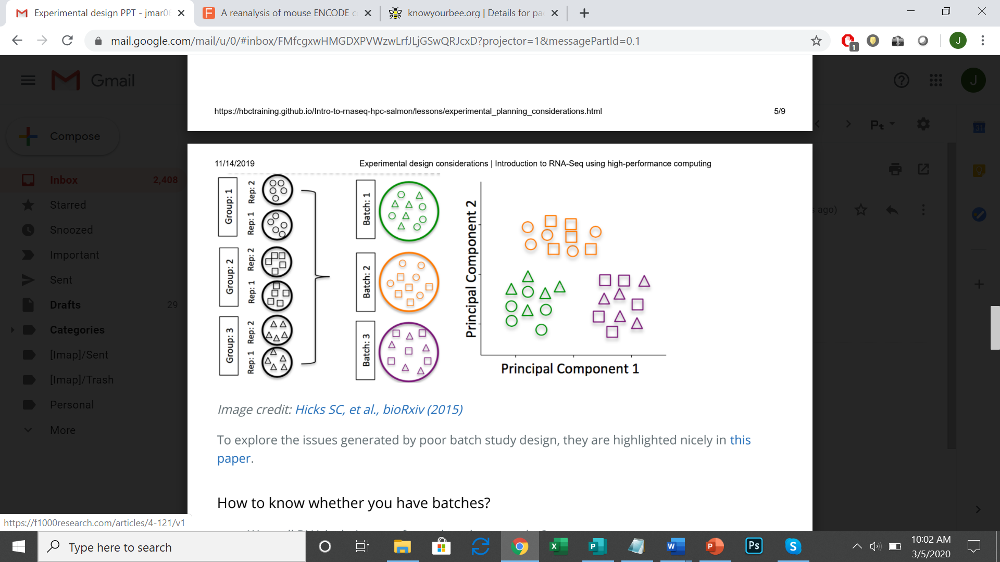 Experimental design PPT - jmar0
A reanalysis of mouse ENCODE c
knowyourbee.org | Details for pa
mail.google.com/mail/u/0/#inbox/FMfcgxwHMGDXPVWzwLrfJLjGSwQRJcxD?projector=1&messagePartId=0.1
1
J
Gmail
J
https://hbctraining.github.io/Intro-to-rnaseq-hpc-salmon/lessons/experimental_planning_considerations.html
5/9
Compose
31
Inbox 2,408
Starred
Snoozed
Important
Sent
Drafts 29
Categories
[Imap]/Sent
[Imap]/Trash
Personal
More
ago)
11/14/2019
Experimental design considerations | Introduction to RNA-Seq using high-performance computing
Group: 1
Rep: 2
Rep: 1
Group: 2
Rep: 2
Rep: 1
Group: 3
Rep: 2
Rep: 1
Batch: 1
Batch: 2
Batch: 3
Principal Component 2
Principal Component 1
Image credit: Hicks SC, et al., bioRxiv (2015)
To explore the issues generated by poor batch study design, they are highlighted nicely in this
paper.
How to know whether you have batches?
https://f1000research.com/articles/4-121/v1
Type here to search
Ps
10:02 AM
3/5/2020